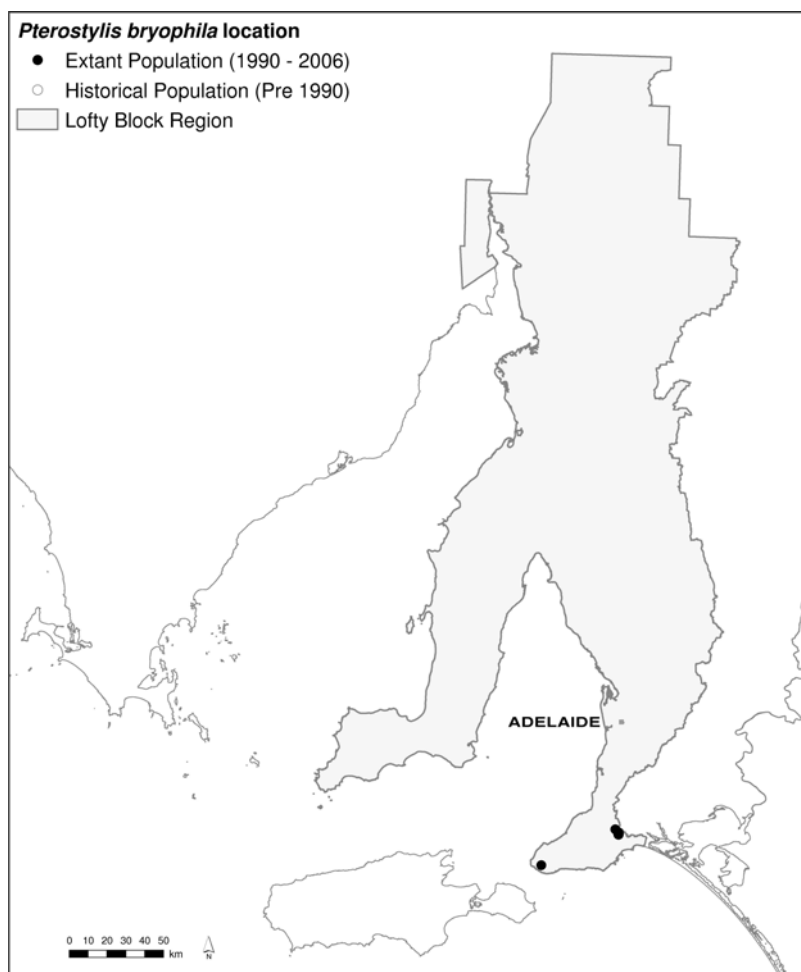 Pterostylis bryophila location
Extant Population (1990 - 2006)
Historical Population (Pre 1990)
Lofty Block Region
ADELAIDE
0 10 20 30 40 50
km
N